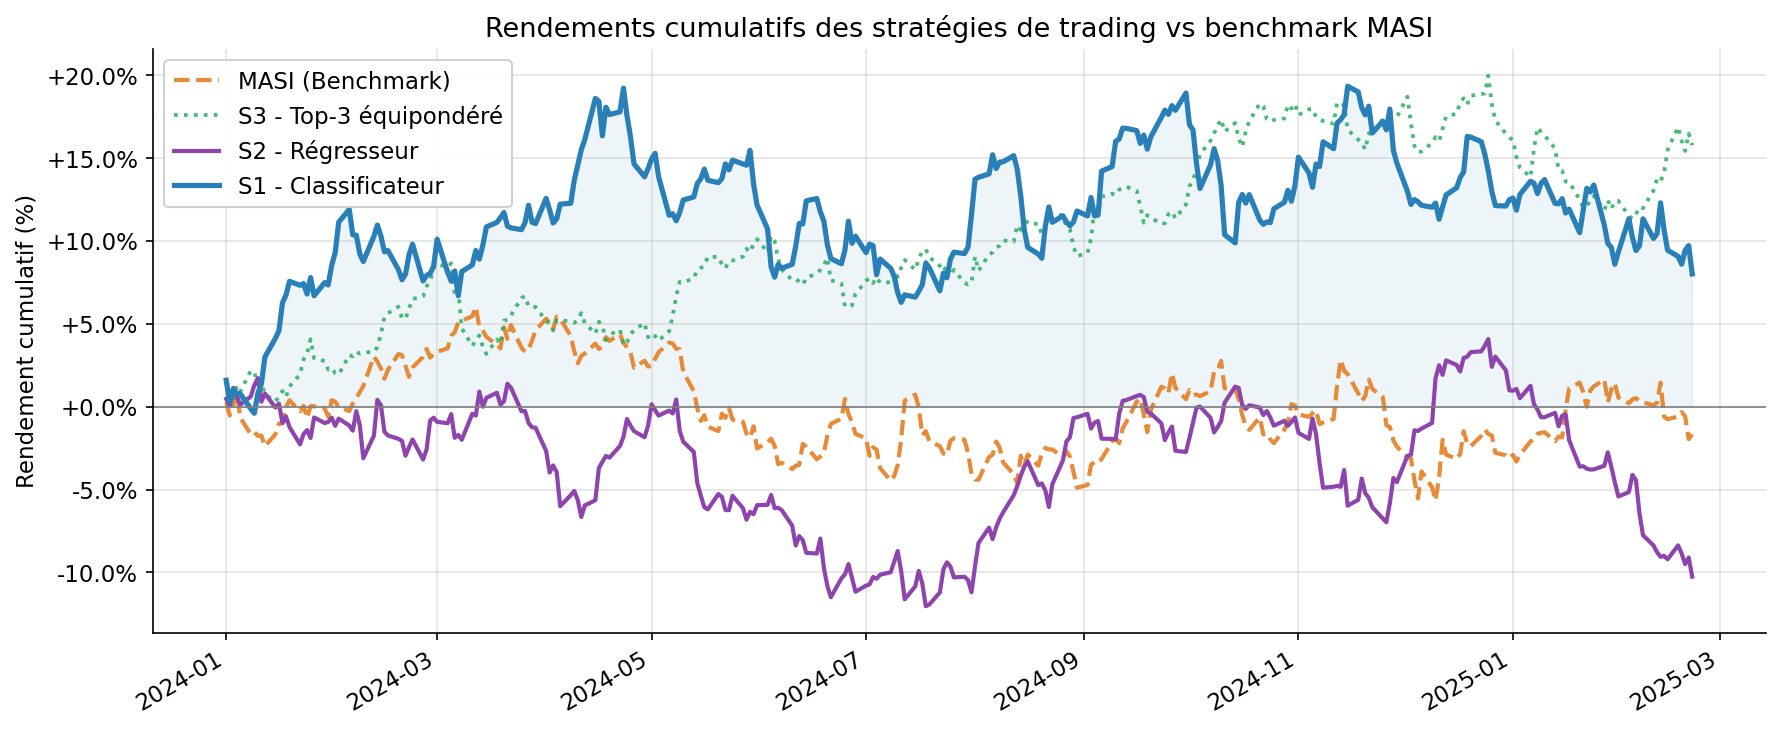 Rendements cumulatifs des stratégies de trading vs benchmark MASI
Rendement cumulatif (%)
+20.0%
+15.0%
+10.0%
+5.0%
+0.0%
-5.0%
-10.0%
MASI (Benchmark)
S3 - Top-3 équipondéré
S2 - Régresseur
S1 - Classificateur
2024-01
2024-03
2024-05
2024-07
2024-09
2024-11
2025-01
2025-03